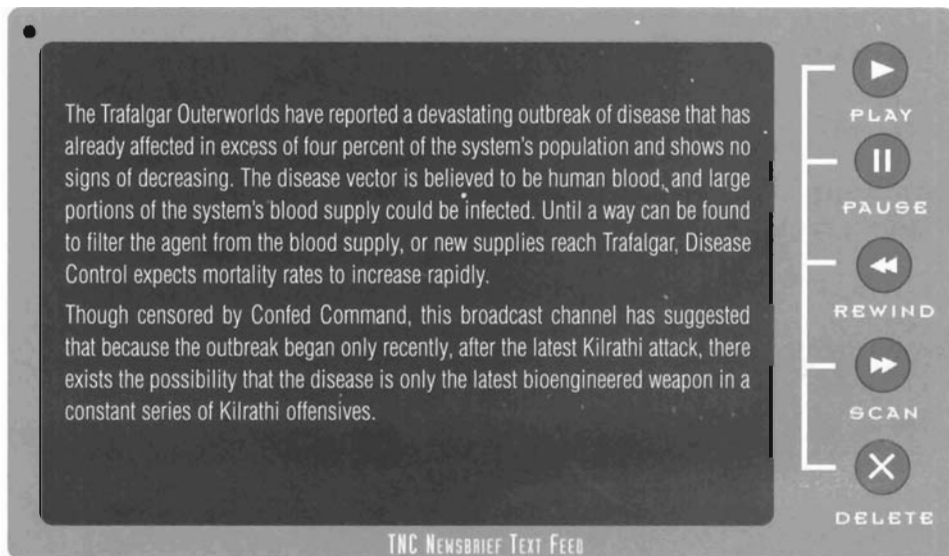 The Trafalgar Outerworlds have reported a devastating outbreak of disease that has
already affected in excess of four percent of the system's population and shows no
signs of decreasing. The disease vector is believed to be human blood, and large
portions of the system's blood supply could be infected. Until a way can be found
to filter the agent from the blood supply, or new supplies reach Trafalgar, Disease
Control expects mortality rates to increase rapidly.
Though censored by Confed Command, this broadcast channel has suggested
that because the outbreak began only recently, after the latest Kilrathi attack, there
exists the possibility that the disease is only the latest bioengineered weapon in a
constant series of Kilrathi offensives.
PLAY
PAUSE
REWIND
SCAN
DELETE
TNC NEWSBRIEF TEXT FEED